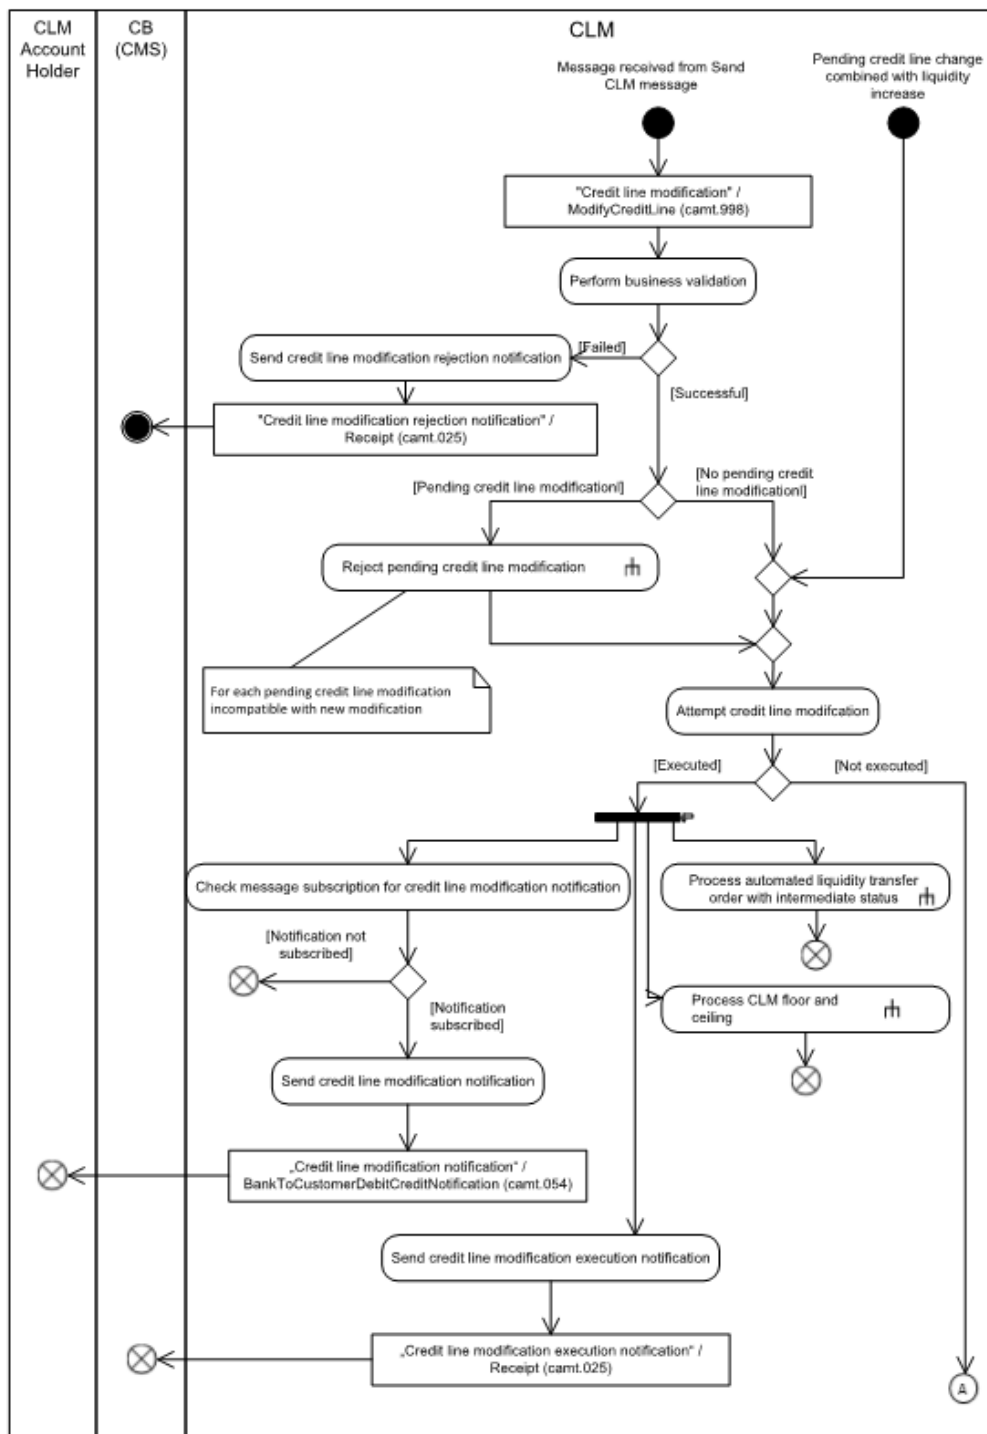 CLM
Account
Holder
CB
(CMS)
CLM
Message received from Send
CLM message
Pending credit line change
combined with liquidity
increase
"Credit line modification" /
ModifyCreditLine (camt.998)
Perform business validation
[Failed]
Send credit line modification rejection notification
[Successful]
"Credit line modification rejection notification" /
Receipt (camt.025)
[Pending credit line modificationl]
[No pending credit
line modificationl]
Reject pending credit line modification
For each pending credit line modification
incompatible with new modification
Attempt credit line modifcation
[Executed]
[Not executed]
Check message subscription for credit line modification notification
Process automated liquidity transfer
order with intermediate status
[Notification not
subscribed]
[Notification
subscribed]
Process CLM floor and
ceiling
Send credit line modification notification
„Credit line modification notification“ /
BankToCustomerDebitCreditNotification (camt.054)
Send credit line modification execution notification
„Credit line modification execution notification“ /
Receipt (camt.025)
A